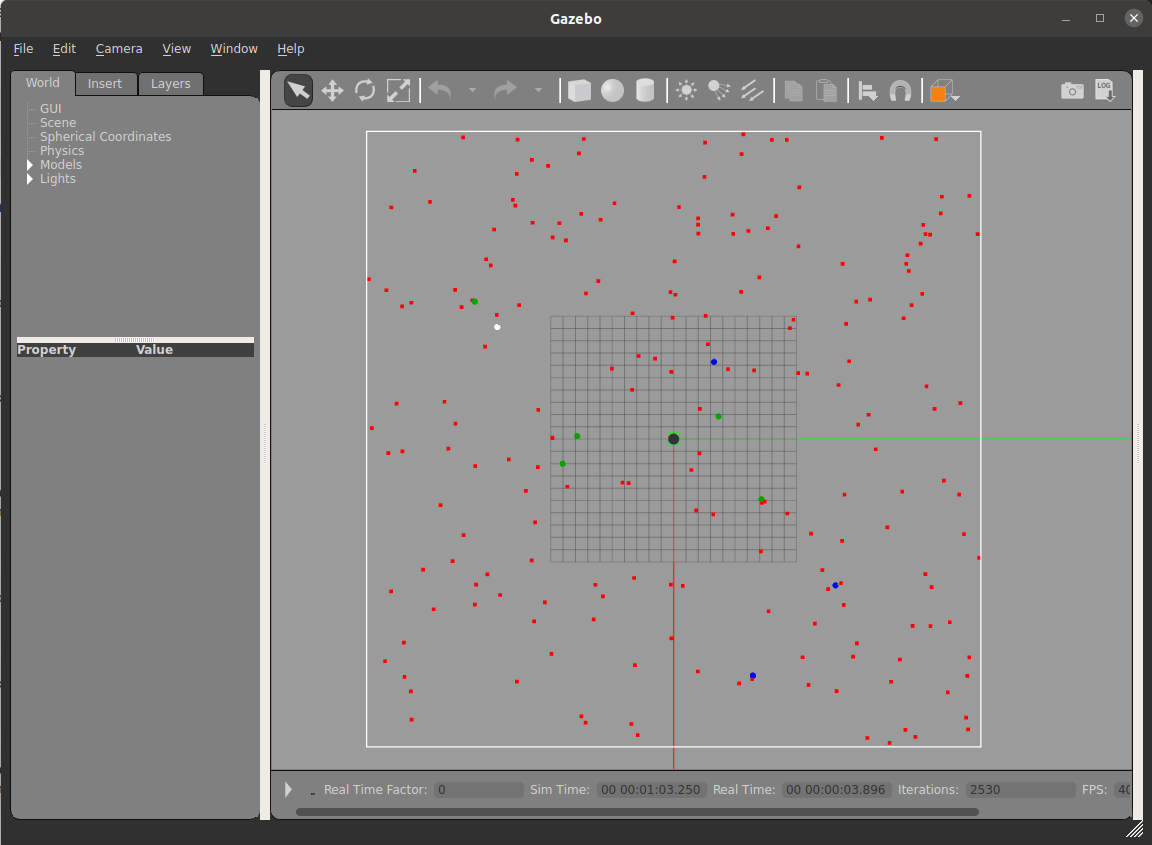 Gazebo
File Edit Camera View Window Help
World Insert Layers
LOG
GUI
Scene
Spherical Coordinates
Physics
Models
Lights
Property Value
Real Time Factor: 0 Sim Time: 00 00:01:03.250 Real Time: 00 00:00:03.896 Iterations: 2530 FPS: 40